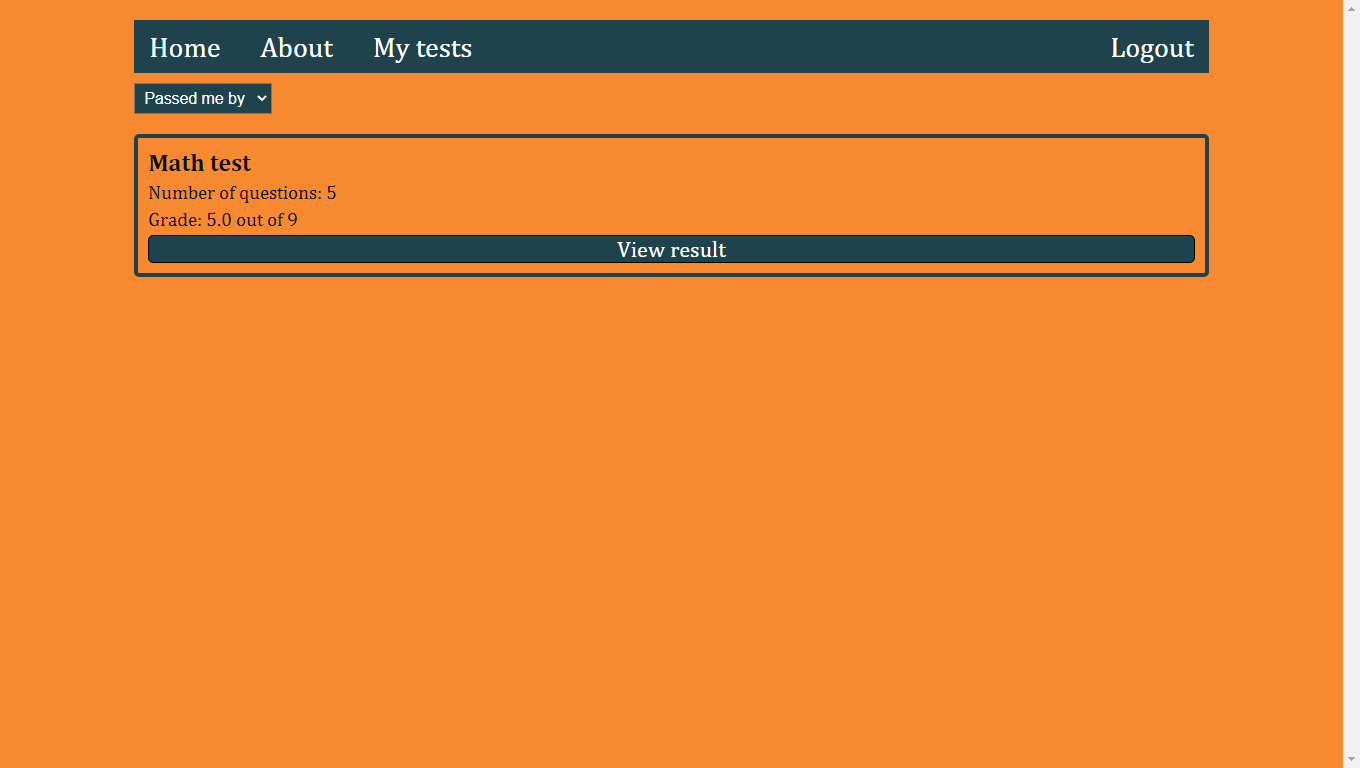 Home About My tests Logout
Passed me by
Math test
Number of questions: 5
Grade: 5.0 out of 9
View result